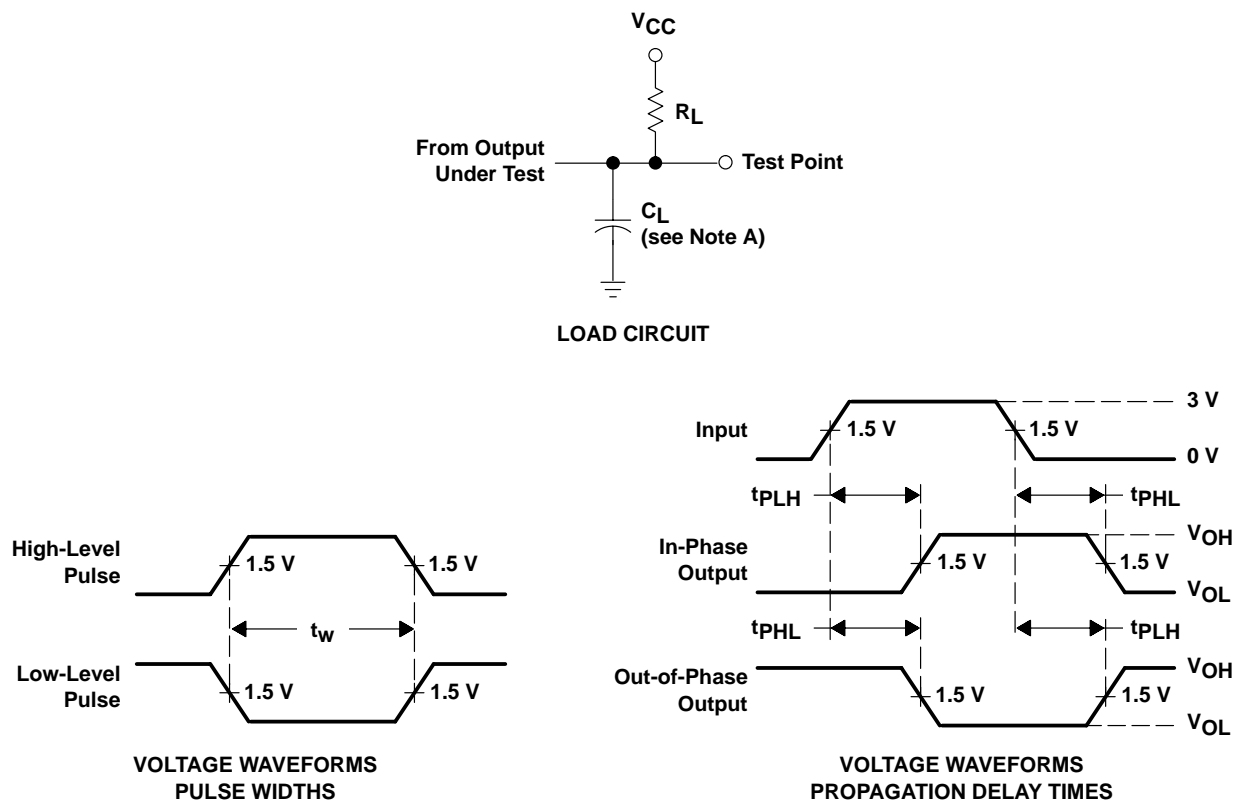 VCC
RL
From Output
Under Test
Test Point
CL
(see Note A)
LOAD CIRCUIT
High-Level
Pulse
1.5 V
1.5 V
tw
Low-Level
Pulse
1.5 V
1.5 V
VOLTAGE WAVEFORMS
PULSE WIDTHS
Input
1.5 V
1.5 V
3 V
0 V
tPLH
tPHL
In-Phase
Output
1.5 V
1.5 V
VOH
VOL
tPHL
tPLH
Out-of-Phase
Output
1.5 V
1.5 V
VOH
VOL
VOLTAGE WAVEFORMS
PROPAGATION DELAY TIMES